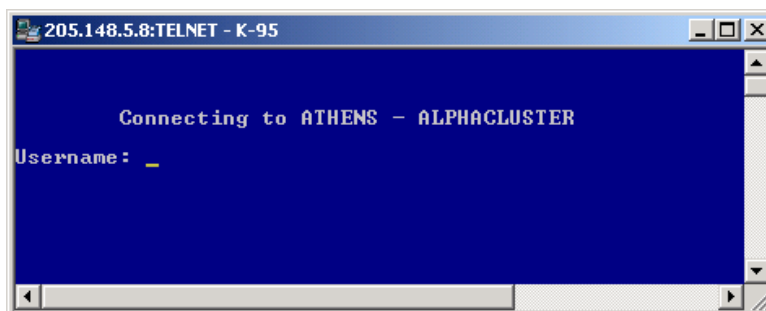 205.148.5.8:TELNET - K-95
Connecting to ATHENS - ALPHACLUSTER
Username: _